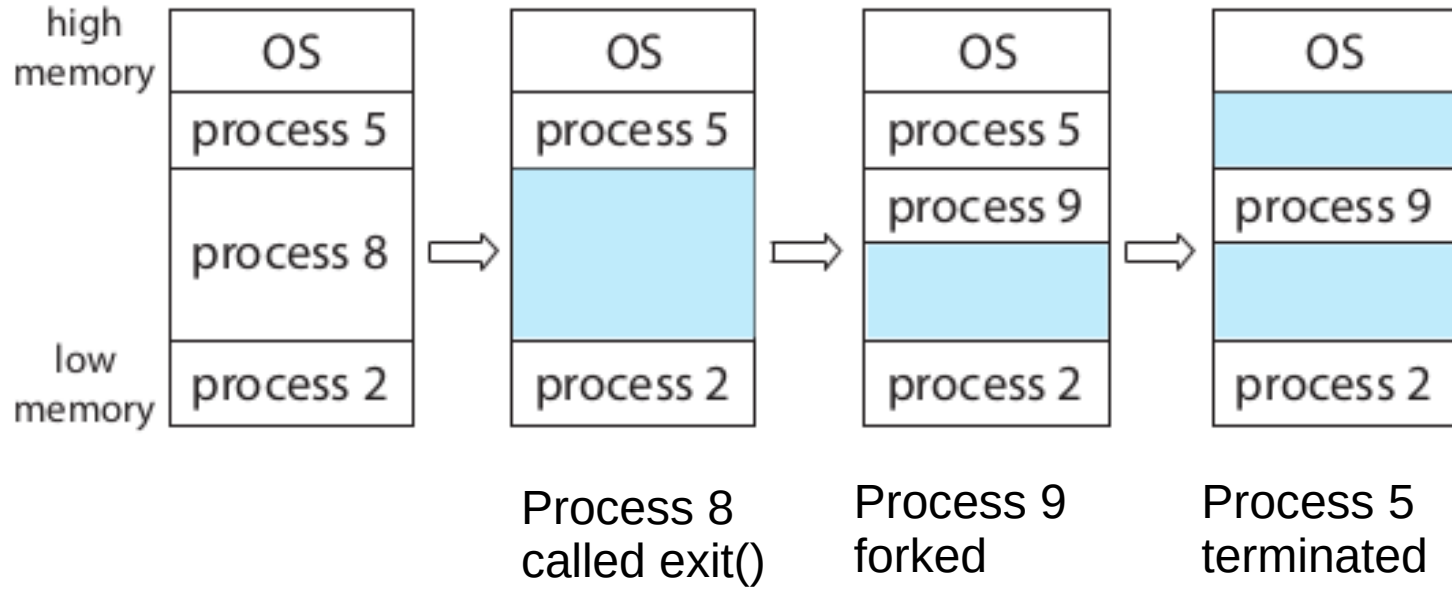 high
memory
OS
process 5
process 8
low
memory
process 2
OS
process 5
process 2
OS
process 5
process 9
process 2
OS
process 9
process 2
Process 8
called exit()
Process 9
forked
Process 5
terminated